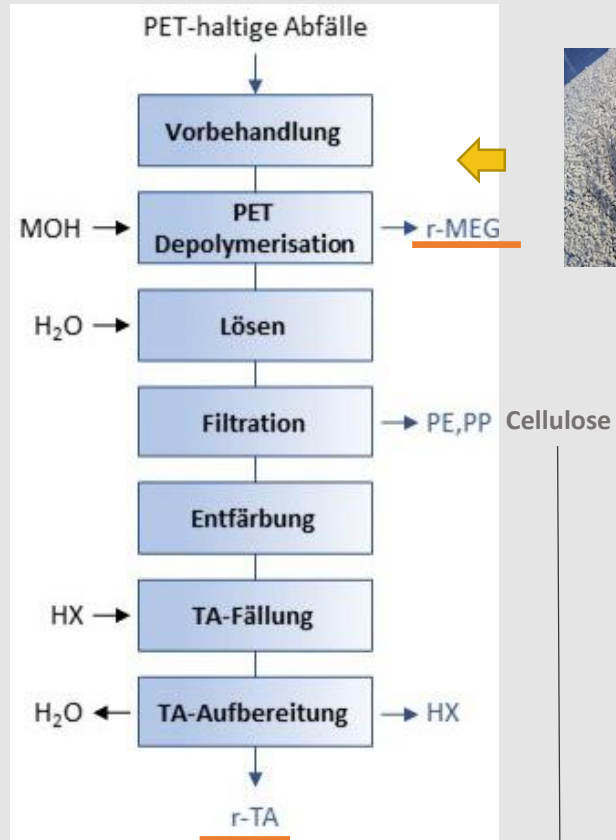 PET-haltige Abfälle
Vorbehandlung
MOH
PET
Depolymerisation
r-MEG
H₂O
Lösen
Filtration
PE,PP Cellulose
Entfärbung
HX
TA-Fällung
H₂O
TA-Aufbereitung
HX
r-TA